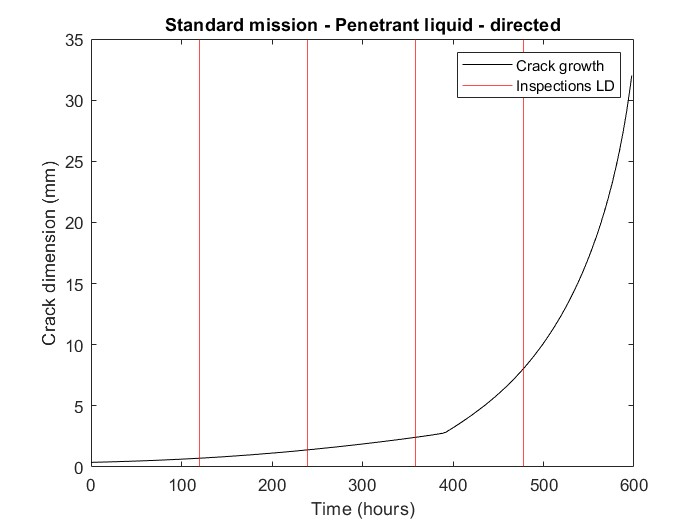 Standard mission - Penetrant liquid - directed
Crack growth
Inspections LD
Crack dimension (mm)
35
30
25
20
15
10
5
0
0 100 200 300 400 500 600
Time (hours)